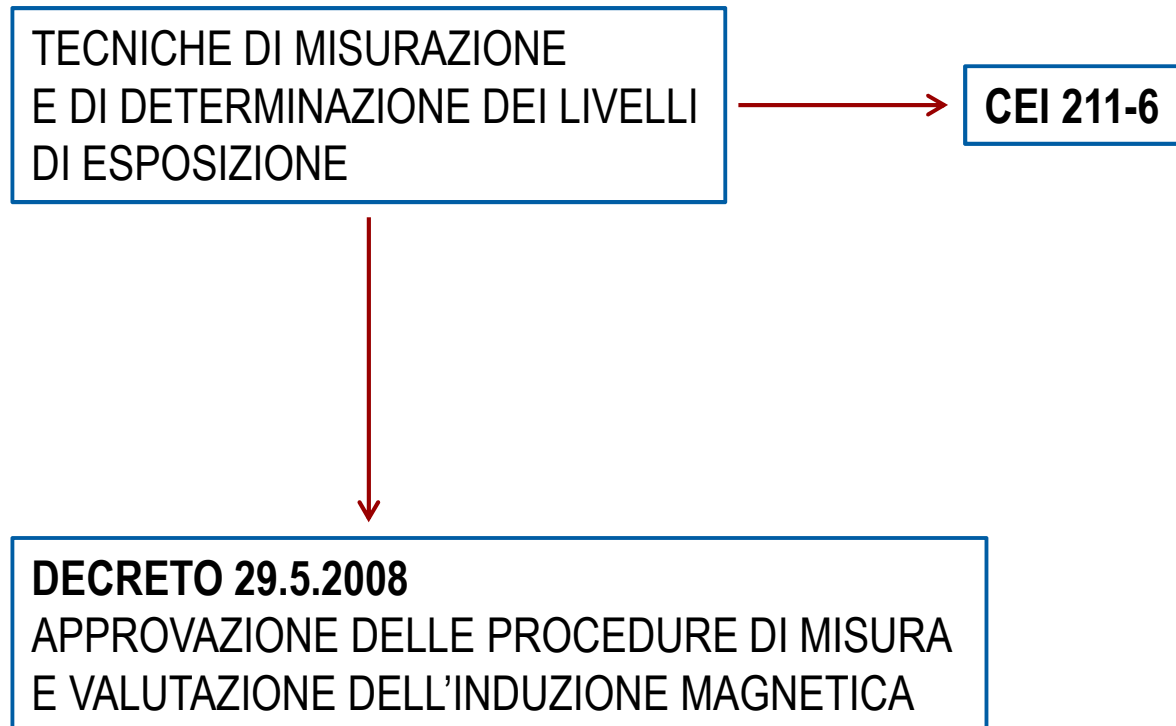 TECNICHE DI MISURAZIONE
E DI DETERMINAZIONE DEI LIVELLI
DI ESPOSIZIONE
CEI 211-6
DECRETO 29.5.2008
APPROVAZIONE DELLE PROCEDURE DI MISURA
E VALUTAZIONE DELL’INDUZIONE MAGNETICA